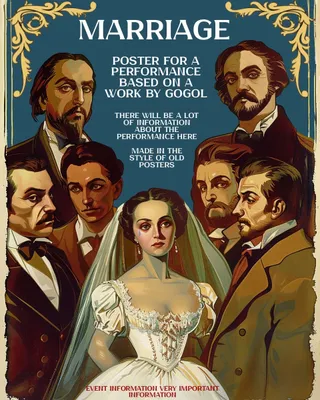 MARRIAGE
POSTER FOR A
PERFORMANCE
BASED ON A
WORK BY GOGOL
THERE WILL BE A LOT
OF INFORMATION
ABOUT THE
PERFORMANCE HERE
MADE IN THE
STYLE OF OLD
POSTERS
EVENT INFORMATION VERY IMPORTANT
INFORMATION